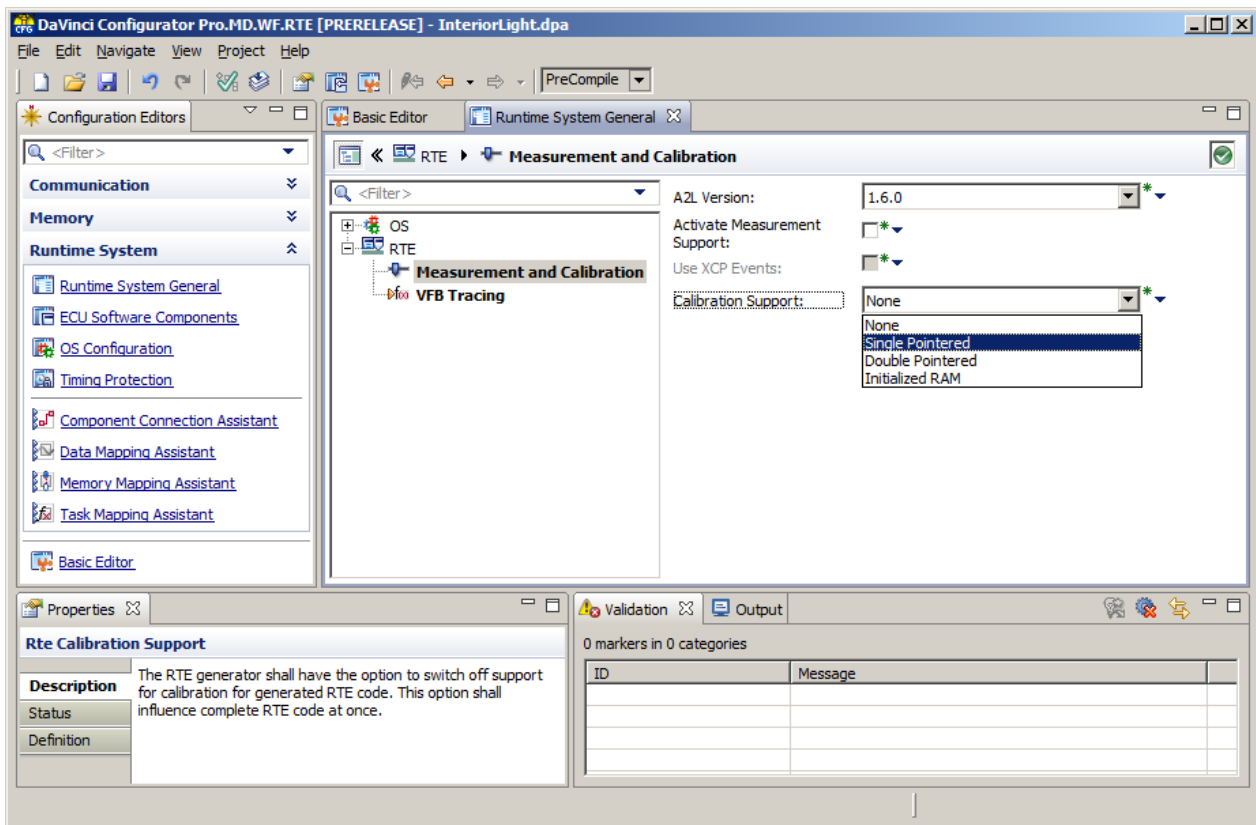 DaVinci Configurator Pro.MD.WF.RTE [PRERELEASE] - InteriorLight.dpa
File Edit Navigate View Project Help
PreCompile
Configuration Editors
<Filter>
Communication
Memory
Runtime System
Runtime System General
ECU Software Components
OS Configuration
Timing Protection
Component Connection Assistant
Data Mapping Assistant
Memory Mapping Assistant
Task Mapping Assistant
Basic Editor
Basic Editor
Runtime System General
RTE
Measurement and Calibration
<Filter>
OS
RTE
Measurement and Calibration
VFB Tracing
A2L Version:
1.6.0
Activate Measurement
Support:
Use XCP Events:
Calibration Support:
None
None
Single Pointered
Double Pointered
Initialized RAM
Properties
Rte Calibration Support
Description
Status
Definition
The RTE generator shall have the option to switch off support
for calibration for generated RTE code. This option shall
influence complete RTE code at once.
Validation
Output
0 markers in 0 categories
ID
Message